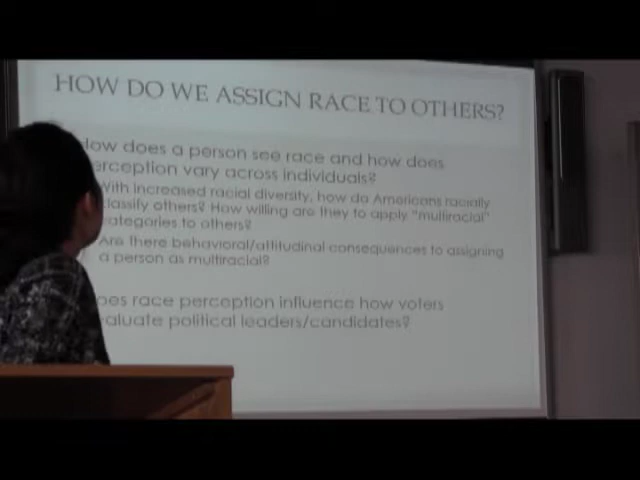 HOW DO WE ASSIGN RACE TO OTHERS?
How does a person see race and how does
perception vary across individuals?
With increased racial diversity, how do Americans racially
classify others? How willing are they to apply "multiracial"
categories to others?
Are there behavioral/attitudinal consequences to assigning
a person as multiracial?
Does race perception influence how voters
evaluate political leaders/candidates?